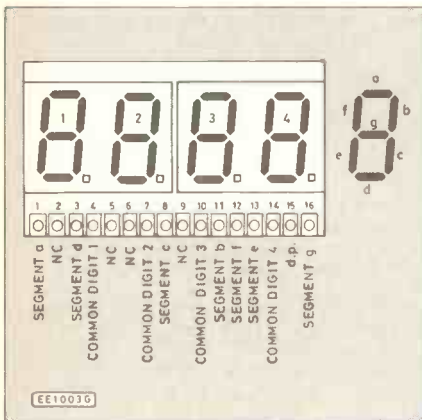 a
f
b
g
e
c
d
1
2
3
4
1 2 3 4 5 6 7 8 9 10 11 12 13 14 15 16
SEGMENT a
NC
SEGMENT d
COMMON DIGIT 1
NC
NC
COMMON DIGIT 2
SEGMENT c
NC
COMMON DIGIT 3
SEGMENT b
SEGMENT f
SEGMENT e
COMMON DIGIT 4
d.p.
SEGMENT g
EE1003G